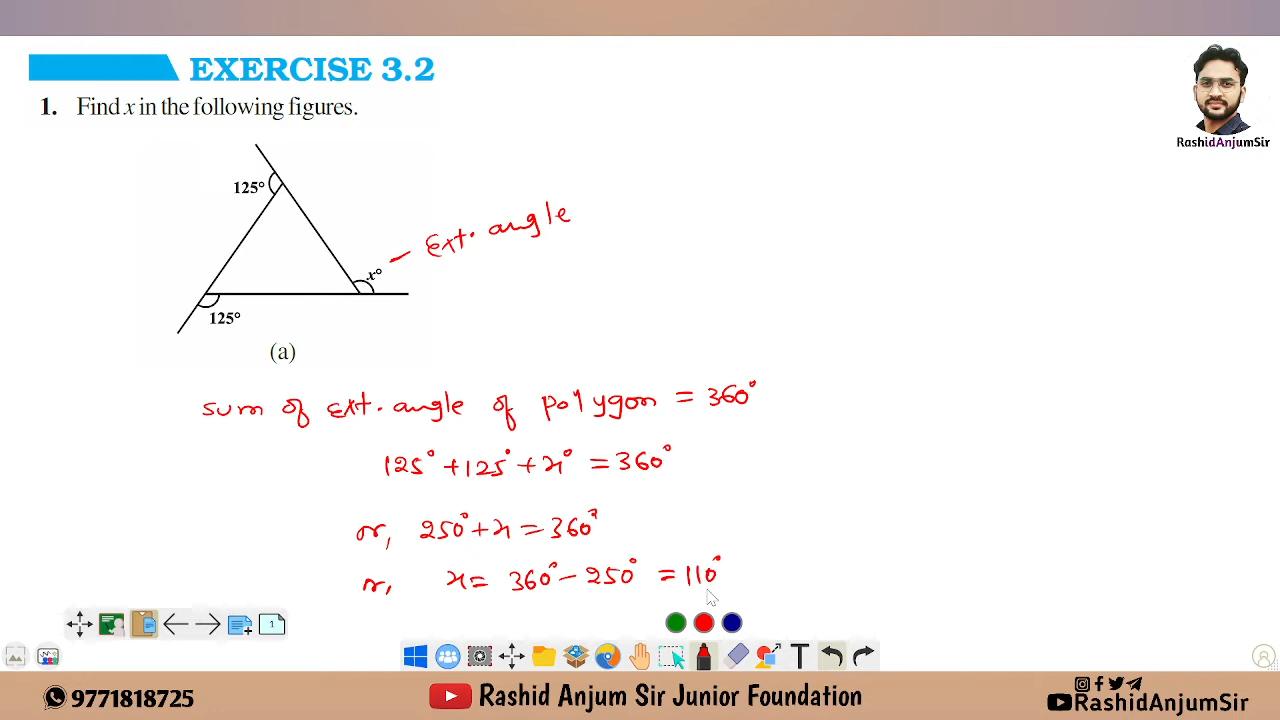 EXERCISE 3.2
RashidAnjumSir
1. Find x in the following figures.
125°
x° – Ext. angle
125°
(a)
sum of ext. angle of polygon = 360°
125° + 125° + x° = 360°
or, 250° + x = 360°
or, x = 360° – 250° = 110°
1
T
9771818725
Rashid Anjum Sir Junior Foundation
RashidAnjumSir